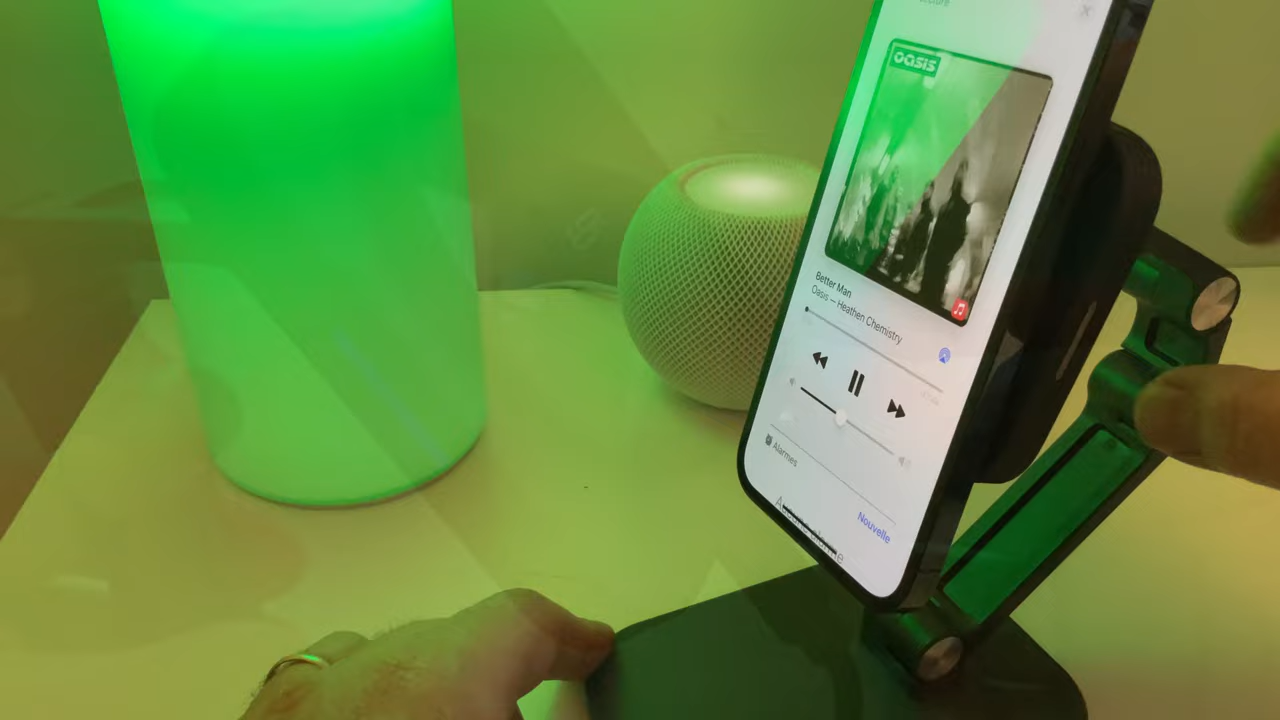 oasis
Better Man
Oasis — Heathen Chemistry
Alarmes
Nouvelle